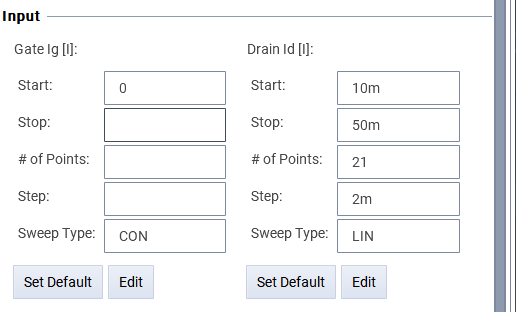 Input
Gate Ig [I]: Drain Id [I]:
Start: 0 Start: 10m
Stop: Stop: 50m
# of Points: # of Points: 21
Step: Step: 2m
Sweep Type: CON Sweep Type: LIN
Set Default Edit Set Default Edit